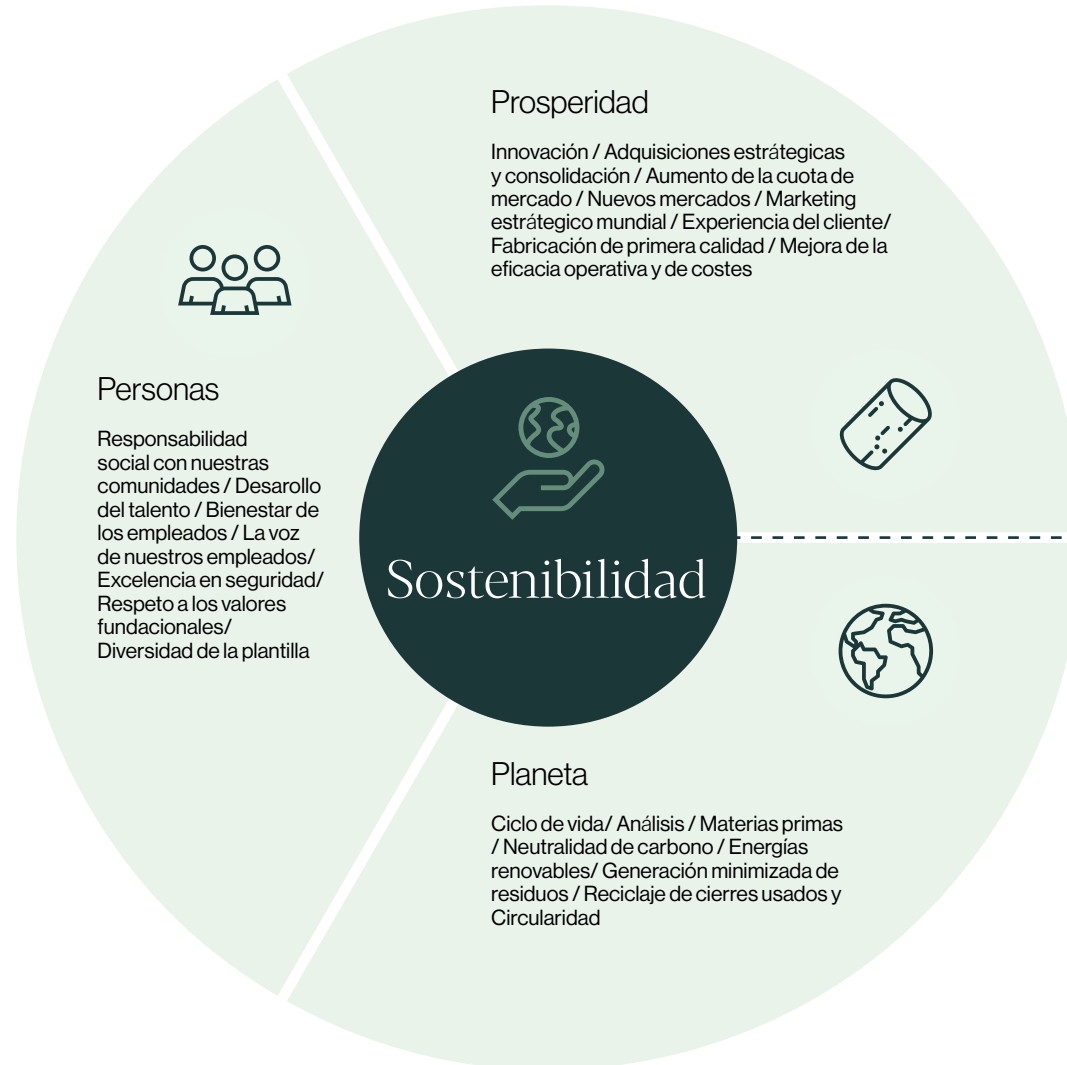 Prosperidad
Innovación / Adquisiciones estrátegicas
y consolidación / Aumento de la cuota de
mercado / Nuevos mercados / Marketing
estrátegico mundial / Experiencia del cliente/
Fabricación de primera calidad / Mejora de la
eficacia operativa y de costes
Personas
Responsabilidad
social con nuestras
comunidades / Desarollo
del talento / Bienestar de
los empleados / La voz
de nuestros empleados/
Excelencia en seguridad/
Respeto a los valores
fundacionales/
Diversidad de la plantilla
Sostenibilidad
Planeta
Ciclo de vida/ Análisis / Materias primas
/ Neutralidad de carbono / Energías
renovables/ Generación minimizada de
residuos / Reciclaje de cierres usados y
Circularidad